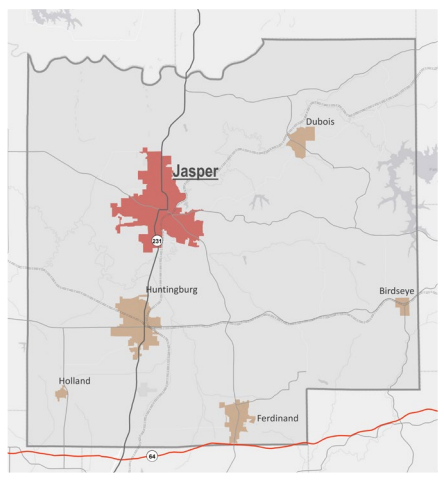 Dubois
Jasper
231
Huntingburg
Birdseye
Holland
Ferdinand
64